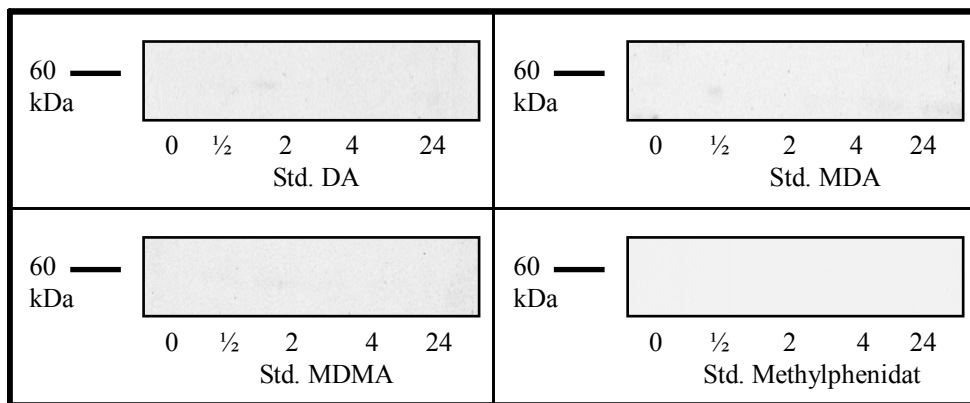 60
kDa
0 ½ 2 4 24
Std. DA
60
kDa
0 ½ 2 4 24
Std. MDA
60
kDa
0 ½ 2 4 24
Std. MDMA
60
kDa
0 ½ 2 4 24
Std. Methylphenidat